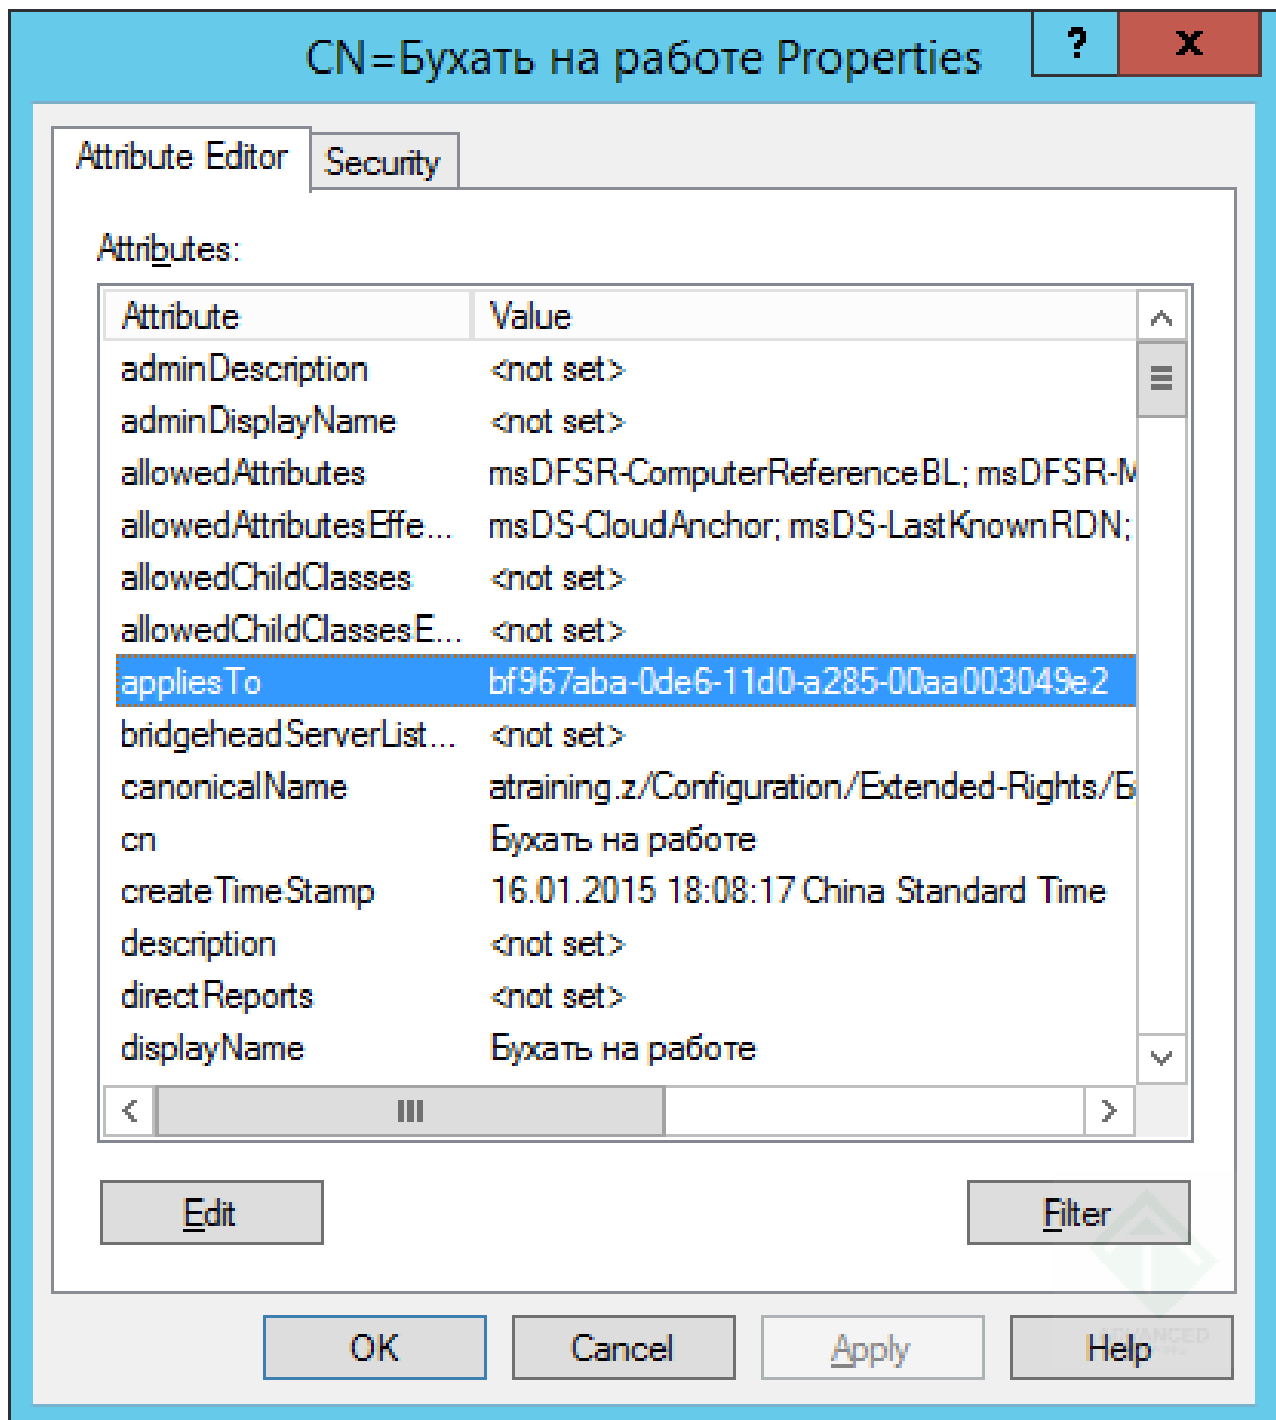 CN=Бухать на работе Properties
? x
Attribute Editor Security
Attributes:
Attribute Value
adminDescription <not set>
adminDisplayName <not set>
allowedAttributes msDFSR-ComputerReferenceBL; msDFSR-M
allowedAttributesEffe... msDS-CloudAnchor; msDS-LastKnownRDN;
allowedChildClasses <not set>
allowedChildClassesE... <not set>
appliesTo bf967aba-0de6-11d0-a285-00aa003049e2
bridgeheadServerList... <not set>
canonicalName atraining.z/Configuration/Extended-Rights/Б
cn Бухать на работе
createTimeStamp 16.01.2015 18:08:17 China Standard Time
description <not set>
directReports <not set>
displayName Бухать на работе
Edit Filter
OK Cancel Apply Help
ADVANCED